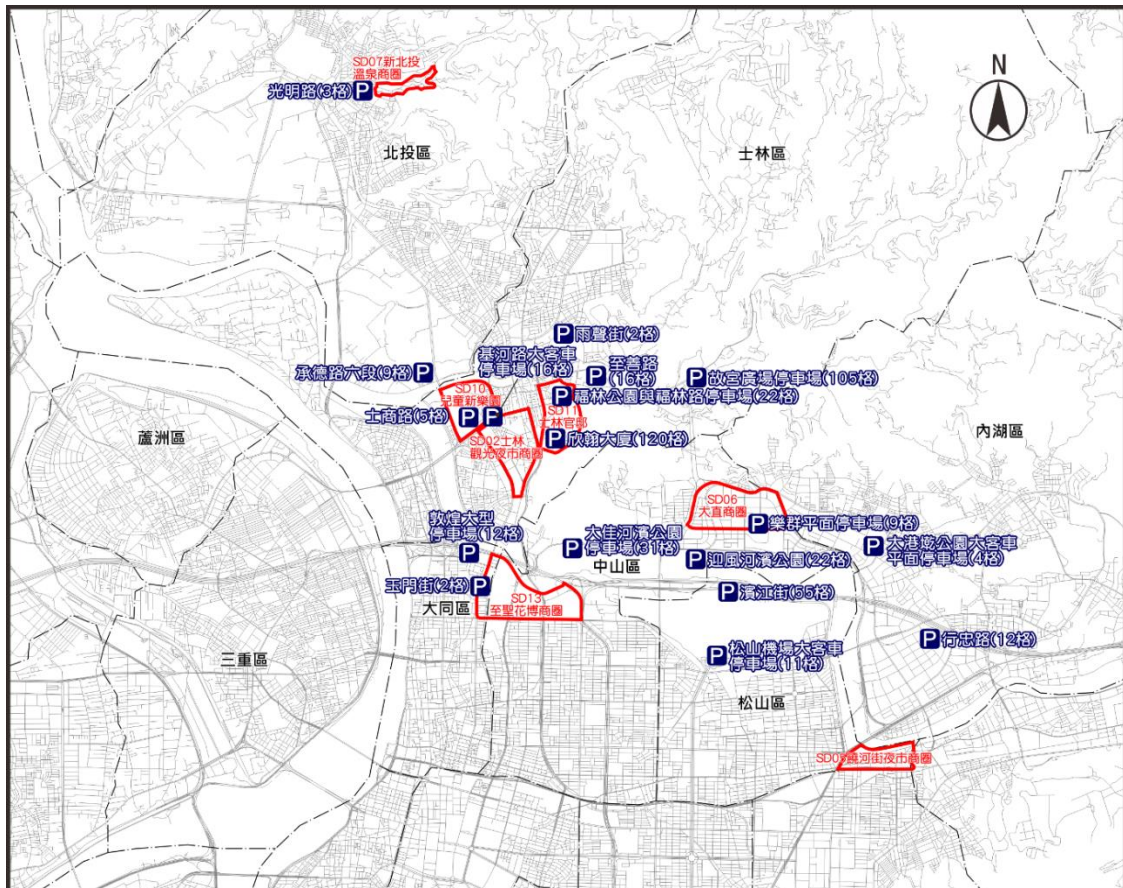 SD07新北投
溫泉商圈
光明路(3格)
N
北投區
士林區
雨聲街(2格)
基河路大客車
停車場(16格)
至善路
(16格)
承德路六段(9格)
故宮廣場停車場(105格)
SD10
兒童新樂園
福林公園與福林路停車場(22格)
士商路(5格)
SD11
士林官邸
SD02士林
觀光夜市商圈
欣翰大廈(120格)
蘆洲區
內湖區
SD06
大直商圈
樂群平面停車場(9格)
敦煌大型
停車場(12格)
大佳河濱公園
停車場(31格)
大港墘公園大客車
平面停車場(4格)
中山區
迎風河濱公園(22格)
玉門街(2格)
濱江街(55格)
SD13
至聖花博商圈
大同區
行忠路(12格)
松山機場大客車
停車場(11格)
三重區
松山區
饒河街夜市商圈